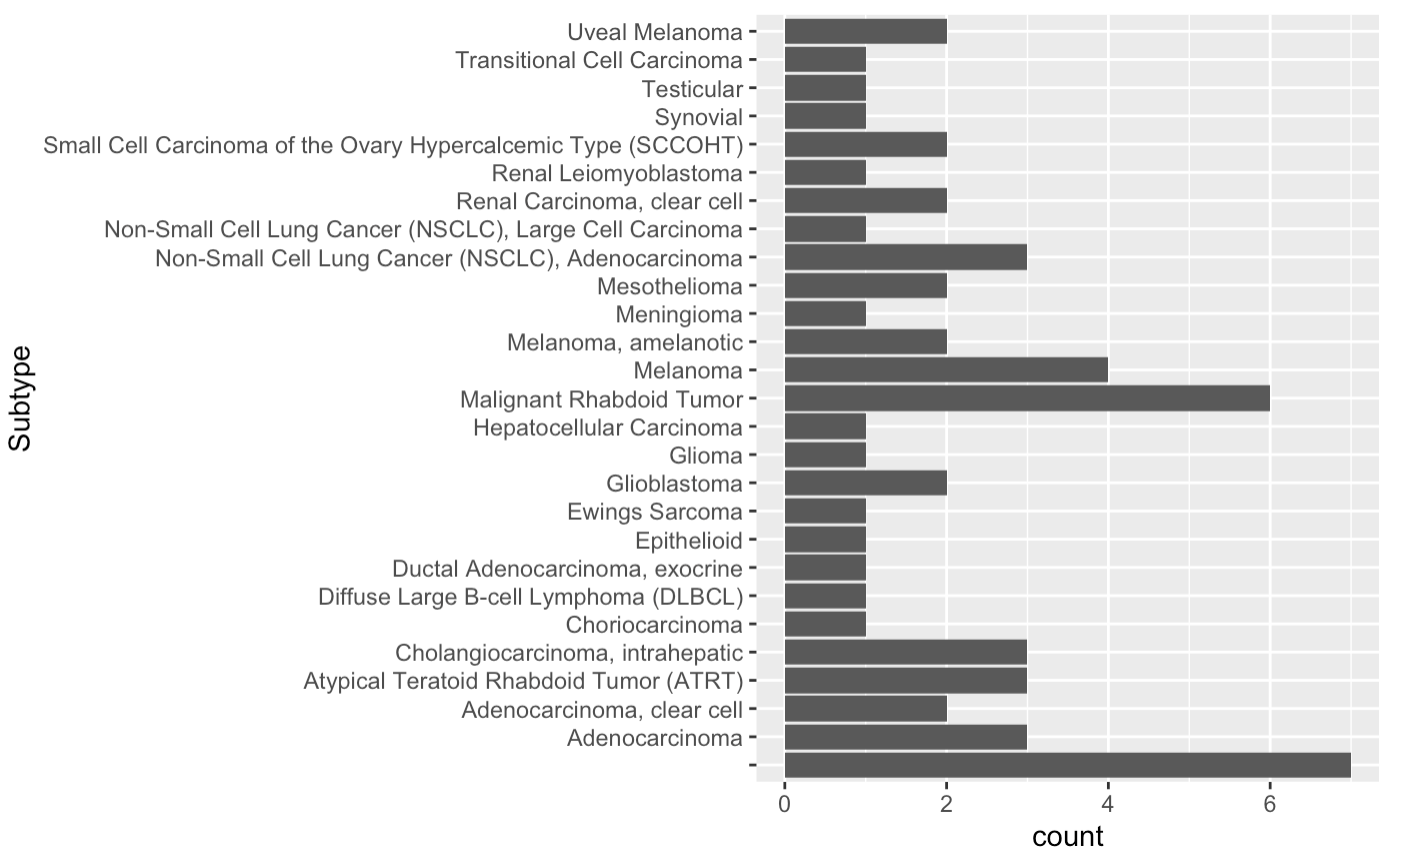 Subtype
Uveal Melanoma
Transitional Cell Carcinoma
Testicular
Synovial
Small Cell Carcinoma of the Ovary Hypercalcemic Type (SCCOHT)
Renal Leiomyoblastoma
Renal Carcinoma, clear cell
Non-Small Cell Lung Cancer (NSCLC), Large Cell Carcinoma
Non-Small Cell Lung Cancer (NSCLC), Adenocarcinoma
Mesothelioma
Meningioma
Melanoma, amelanotic
Melanoma
Malignant Rhabdoid Tumor
Hepatocellular Carcinoma
Glioma
Glioblastoma
Ewings Sarcoma
Epithelioid
Ductal Adenocarcinoma, exocrine
Diffuse Large B-cell Lymphoma (DLBCL)
Choriocarcinoma
Cholangiocarcinoma, intrahepatic
Atypical Teratoid Rhabdoid Tumor (ATRT)
Adenocarcinoma, clear cell
Adenocarcinoma
0 2 4 6
count